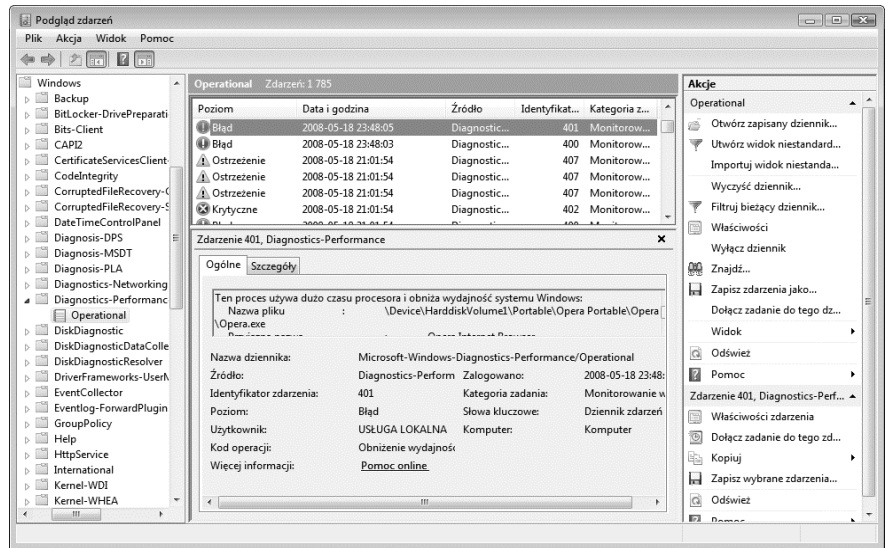 Podgląd zdarzeń
Plik Akcja Widok Pomoc
Windows
Backup
BitLocker-DrivePreparati
Bits-Client
CAPI2
CertificateServicesClient-
CodeIntegrity
CorruptedFileRecovery-C
CorruptedFileRecovery-S
DateTimeControlPanel
Diagnosis-DPS
Diagnosis-MSDT
Diagnosis-PLA
Diagnostics-Networking
Diagnostics-Performanc
Operational
DiskDiagnostic
DiskDiagnosticDataColle
DiskDiagnosticResolver
DriverFrameworks-UserM
EventCollector
Eventlog-ForwardPlugin
GroupPolicy
Help
HttpService
International
Kernel-WDI
Kernel-WHEA
Operational Zdarzeń: 1 785
Poziom Data i godzina Źródło Identyfikat... Kategoria z...
Błąd 2008-05-18 23:48:05 Diagnostic... 401 Monitorow...
Błąd 2008-05-18 23:48:03 Diagnostic... 400 Monitorow...
Ostrzeżenie 2008-05-18 21:01:54 Diagnostic... 407 Monitorow...
Ostrzeżenie 2008-05-18 21:01:54 Diagnostic... 407 Monitorow...
Ostrzeżenie 2008-05-18 21:01:54 Diagnostic... 407 Monitorow...
Krytyczne 2008-05-18 21:01:54 Diagnostic... 402 Monitorow...
Zdarzenie 401, Diagnostics-Performance
Ogólne Szczegóły
Ten proces używa dużo czasu procesora i obniża wydajność systemu Windows:
Nazwa pliku : \Device\HarddiskVolume1\Portable\Opera Portable\Opera
\Opera.exe
Nazwa dziennika: Microsoft-Windows-Diagnostics-Performance/Operational
Źródło: Diagnostics-Perform Zalogowano: 2008-05-18 23:48:
Identyfikator zdarzenia: 401 Kategoria zadania: Monitorowanie w
Poziom: Błąd Słowa kluczowe: Dziennik zdarzeń
Użytkownik: USŁUGA LOKALNA Komputer: Komputer
Kod operacji: Obniżenie wydajnośc
Więcej informacji: Pomoc online
Akcje
Operational
Otwórz zapisany dziennik...
Utwórz widok niestandard...
Importuj widok niestanda...
Wyczyść dziennik...
Filtruj bieżący dziennik...
Właściwości
Wyłącz dziennik
Znajdź...
Zapisz zdarzenia jako...
Dołącz zadanie do tego dz...
Widok
Odśwież
Pomoc
Zdarzenie 401, Diagnostics-Perf...
Właściwości zdarzenia
Dołącz zadanie do tego zd...
Kopiuj
Zapisz wybrane zdarzenia...
Odśwież
Pomoc